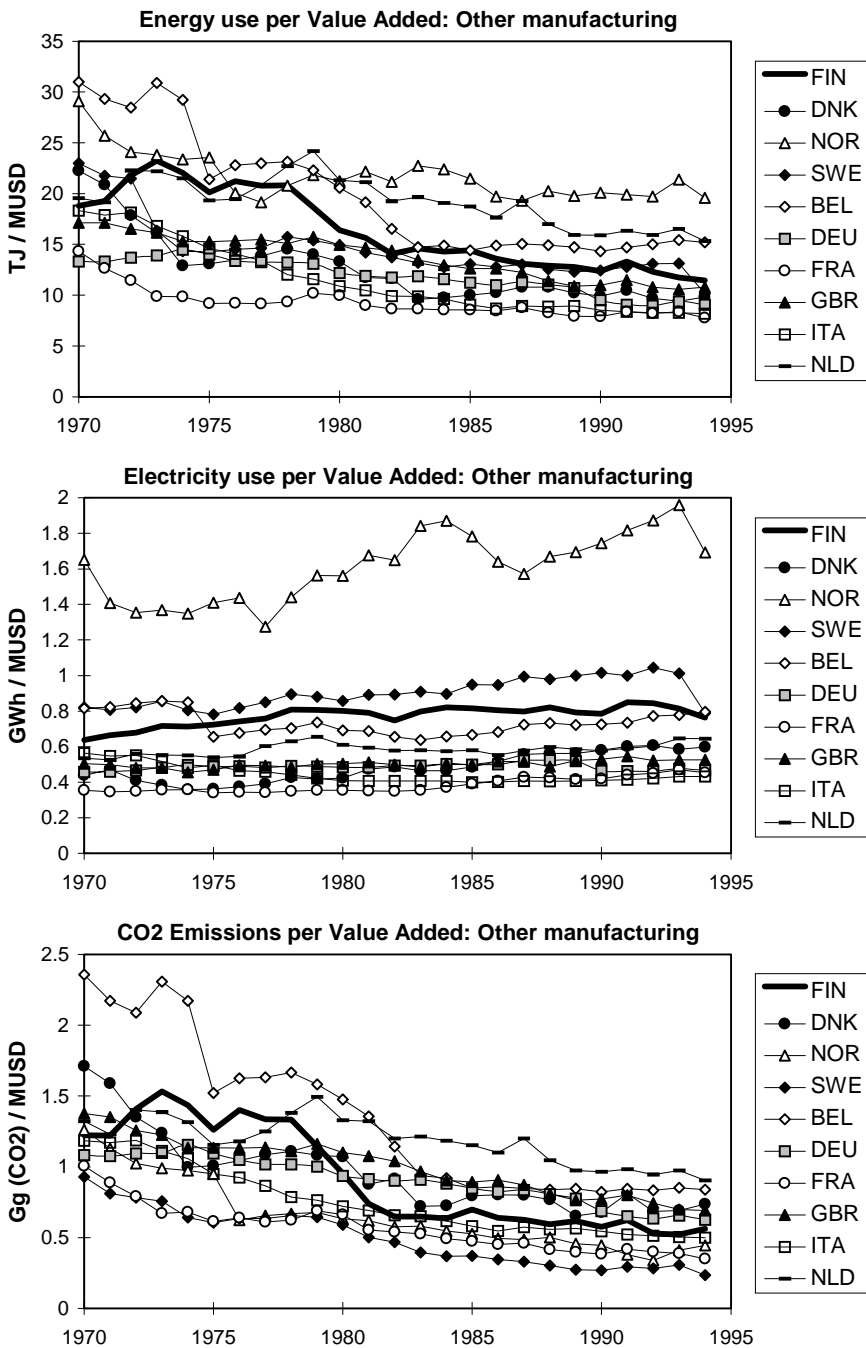 Energy use per Value Added: Other manufacturing
TJ / MUSD
35
30
25
20
15
10
5
0
1970 1975 1980 1985 1990 1995
FIN
DNK
NOR
SWE
BEL
DEU
FRA
GBR
ITA
NLD
Electricity use per Value Added: Other manufacturing
GWh / MUSD
2
1.8
1.6
1.4
1.2
1
0.8
0.6
0.4
0.2
0
1970 1975 1980 1985 1990 1995
FIN
DNK
NOR
SWE
BEL
DEU
FRA
GBR
ITA
NLD
CO2 Emissions per Value Added: Other manufacturing
Gg (CO2) / MUSD
2.5
2
1.5
1
0.5
0
1970 1975 1980 1985 1990 1995
FIN
DNK
NOR
SWE
BEL
DEU
FRA
GBR
ITA
NLD